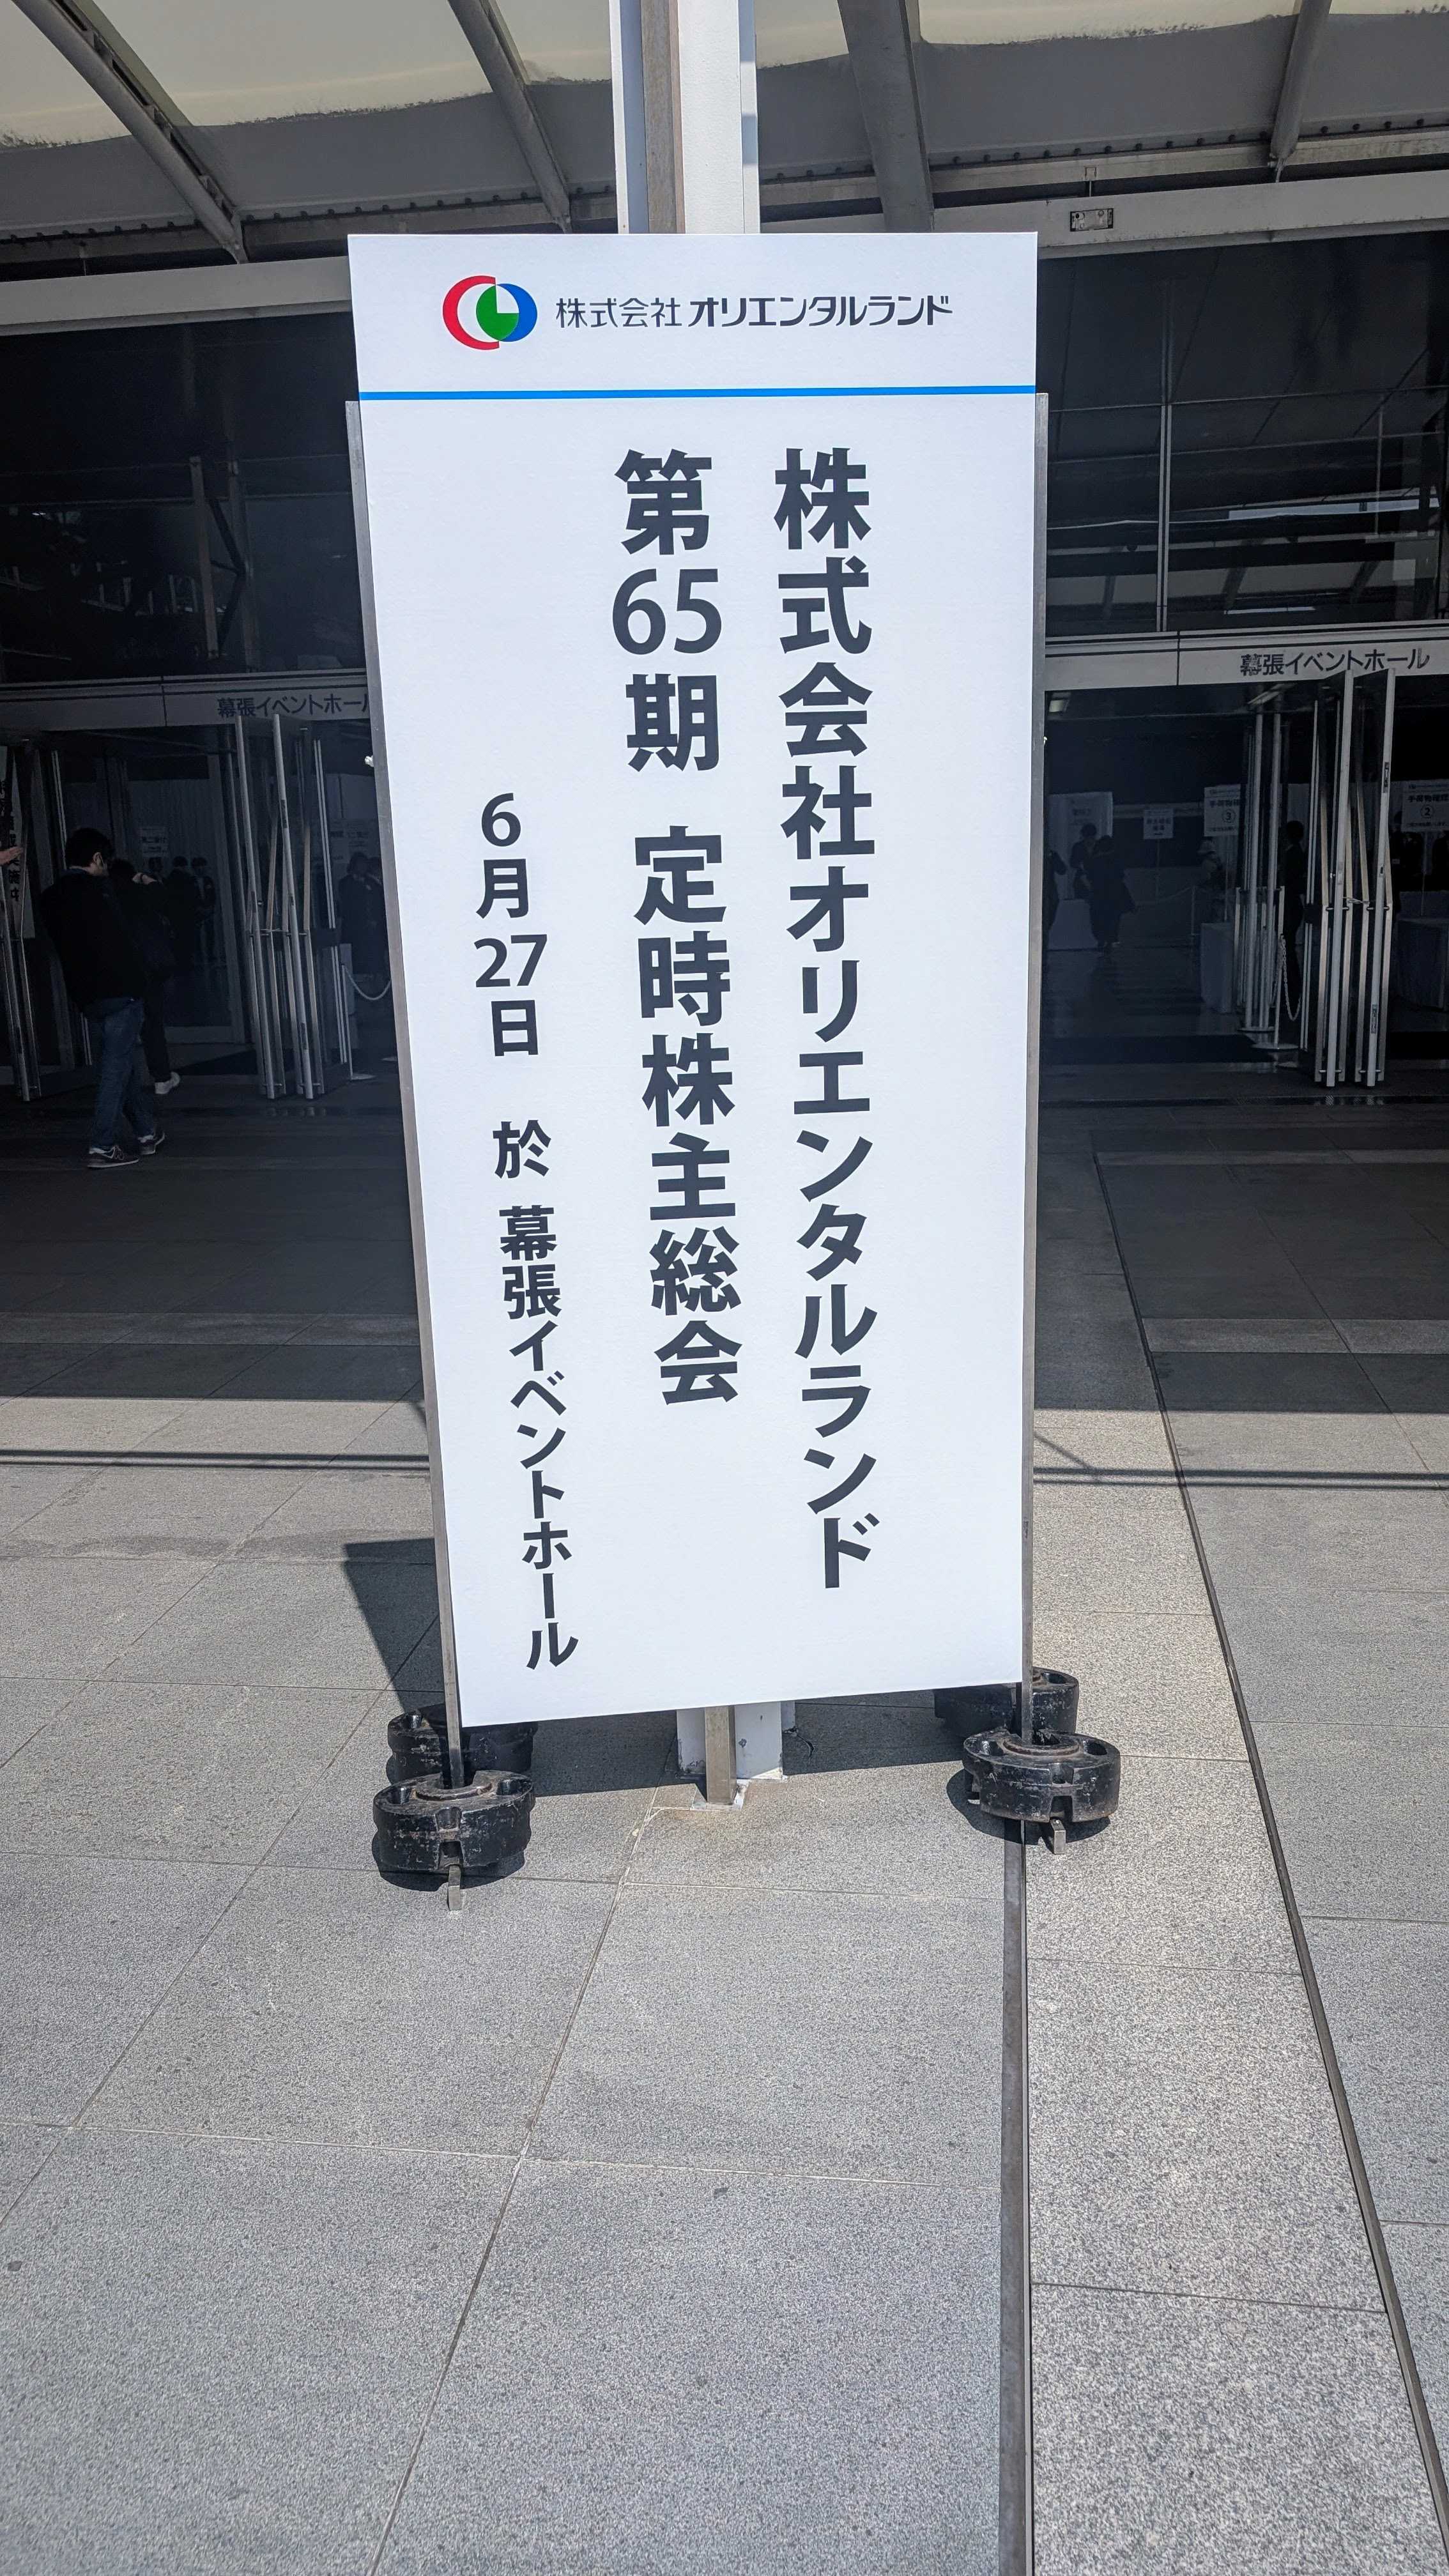 株式会社オリエンタルランド
株式会社オリエンタルランド
第65期 定時株主総会
6月27日 於 幕張イベントホール
幕張イベントホール
幕張イベントホール
③
②